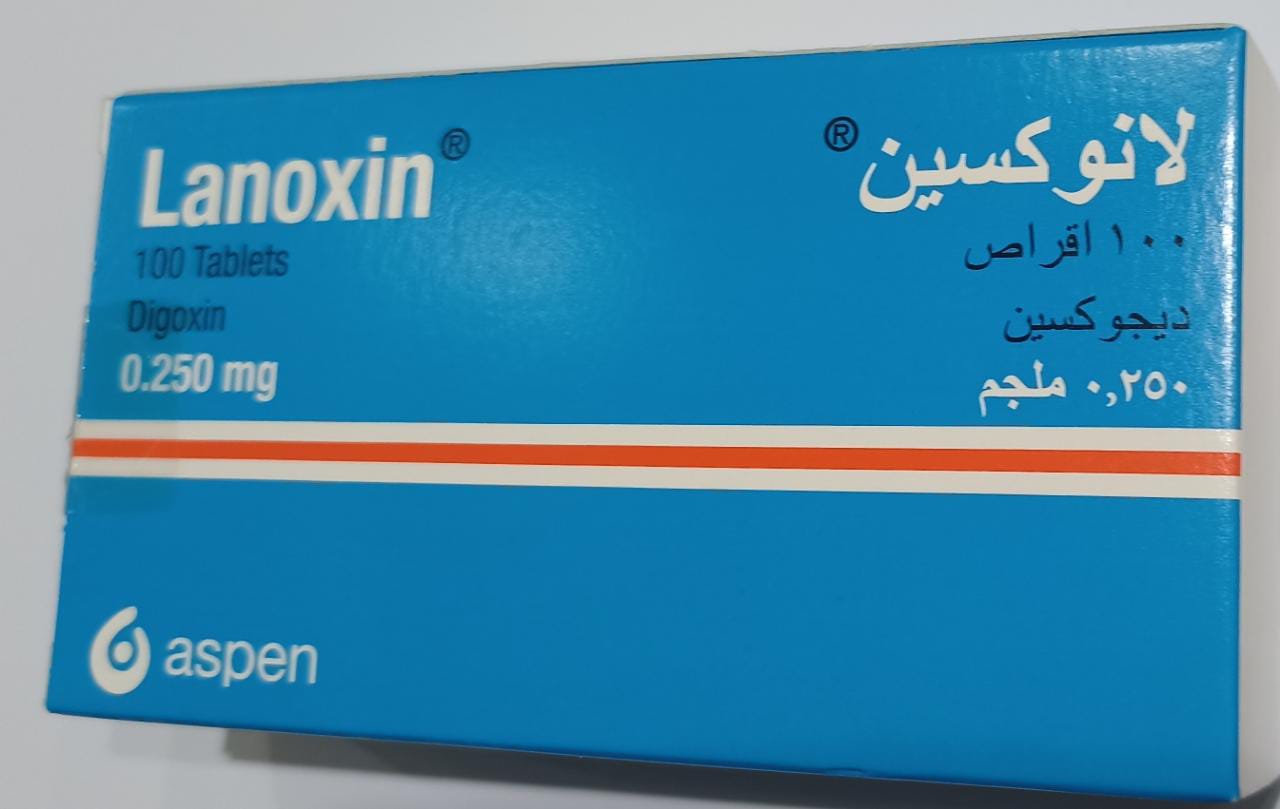 Lanoxin®
100 Tablets
Digoxin
0.250 mg
لانوكسين®
١٠٠ اقراص
ديجوكسين
٠,٢٥٠ ملجم
aspen